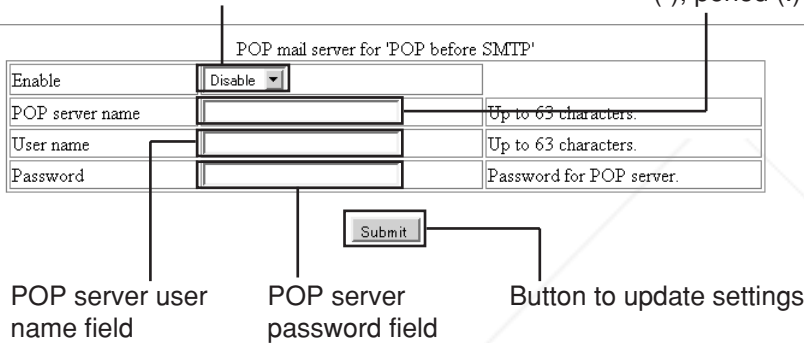 (-), period (.)
POP mail server for 'POP before SMTP'
Enable Disable
POP server name Up to 63 characters.
User name Up to 63 characters.
Password Password for POP server.
Submit
POP server user name field
POP server password field
Button to update settings